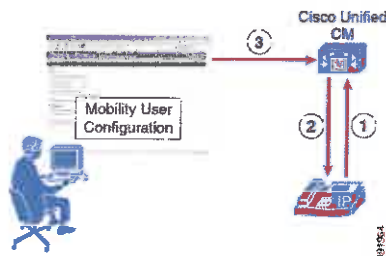 Cisco Unified
CM
3
Mobility User
Configuration
2
1
IP